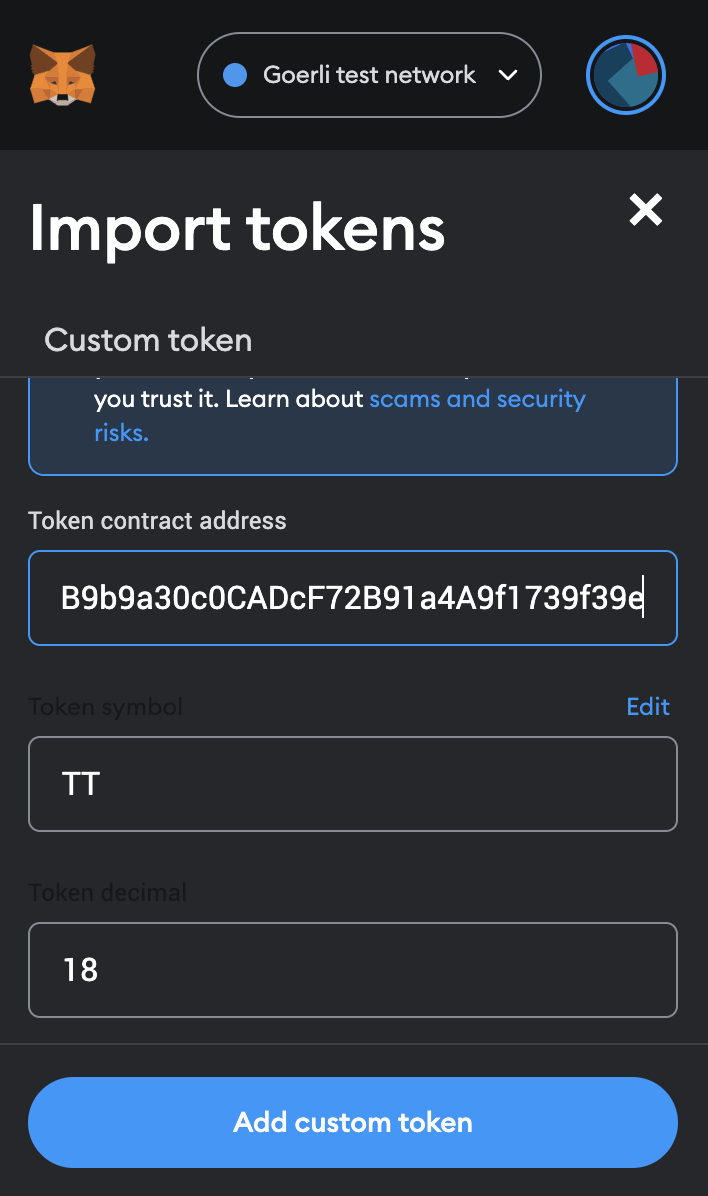 Goerli test network
Import tokens
Custom token
you trust it. Learn about scams and security
risks.
Token contract address
B9b9a30c0CADcF72B91a4A9f1739f39e
Token symbol
Edit
TT
Token decimal
18
Add custom token